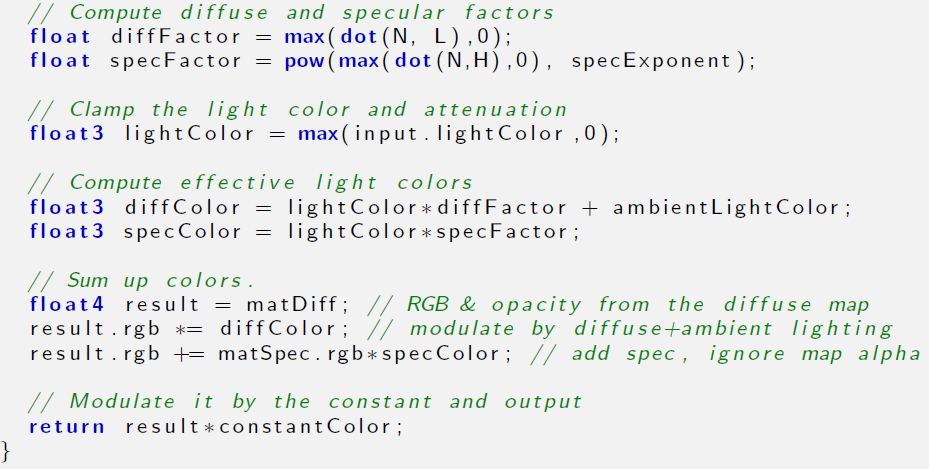 // Compute diffuse and specular factors
float diffFactor = max(dot(N, L),0);
float specFactor = pow(max(dot(N,H),0), specExponent);
// Clamp the light color and attenuation
float3 lightColor = max(input.lightColor,0);
// Compute effective light colors
float3 diffColor = lightColor*diffFactor + ambientLightColor;
float3 specColor = lightColor*specFactor;
// Sum up colors.
float4 result = matDiff; // RGB & opacity from the diffuse map
result.rgb *= diffColor; // modulate by diffuse+ambient lighting
result.rgb += matSpec.rgb*specColor; // add spec, ignore map alpha
// Modulate it by the constant and output
return result*constantColor;
}